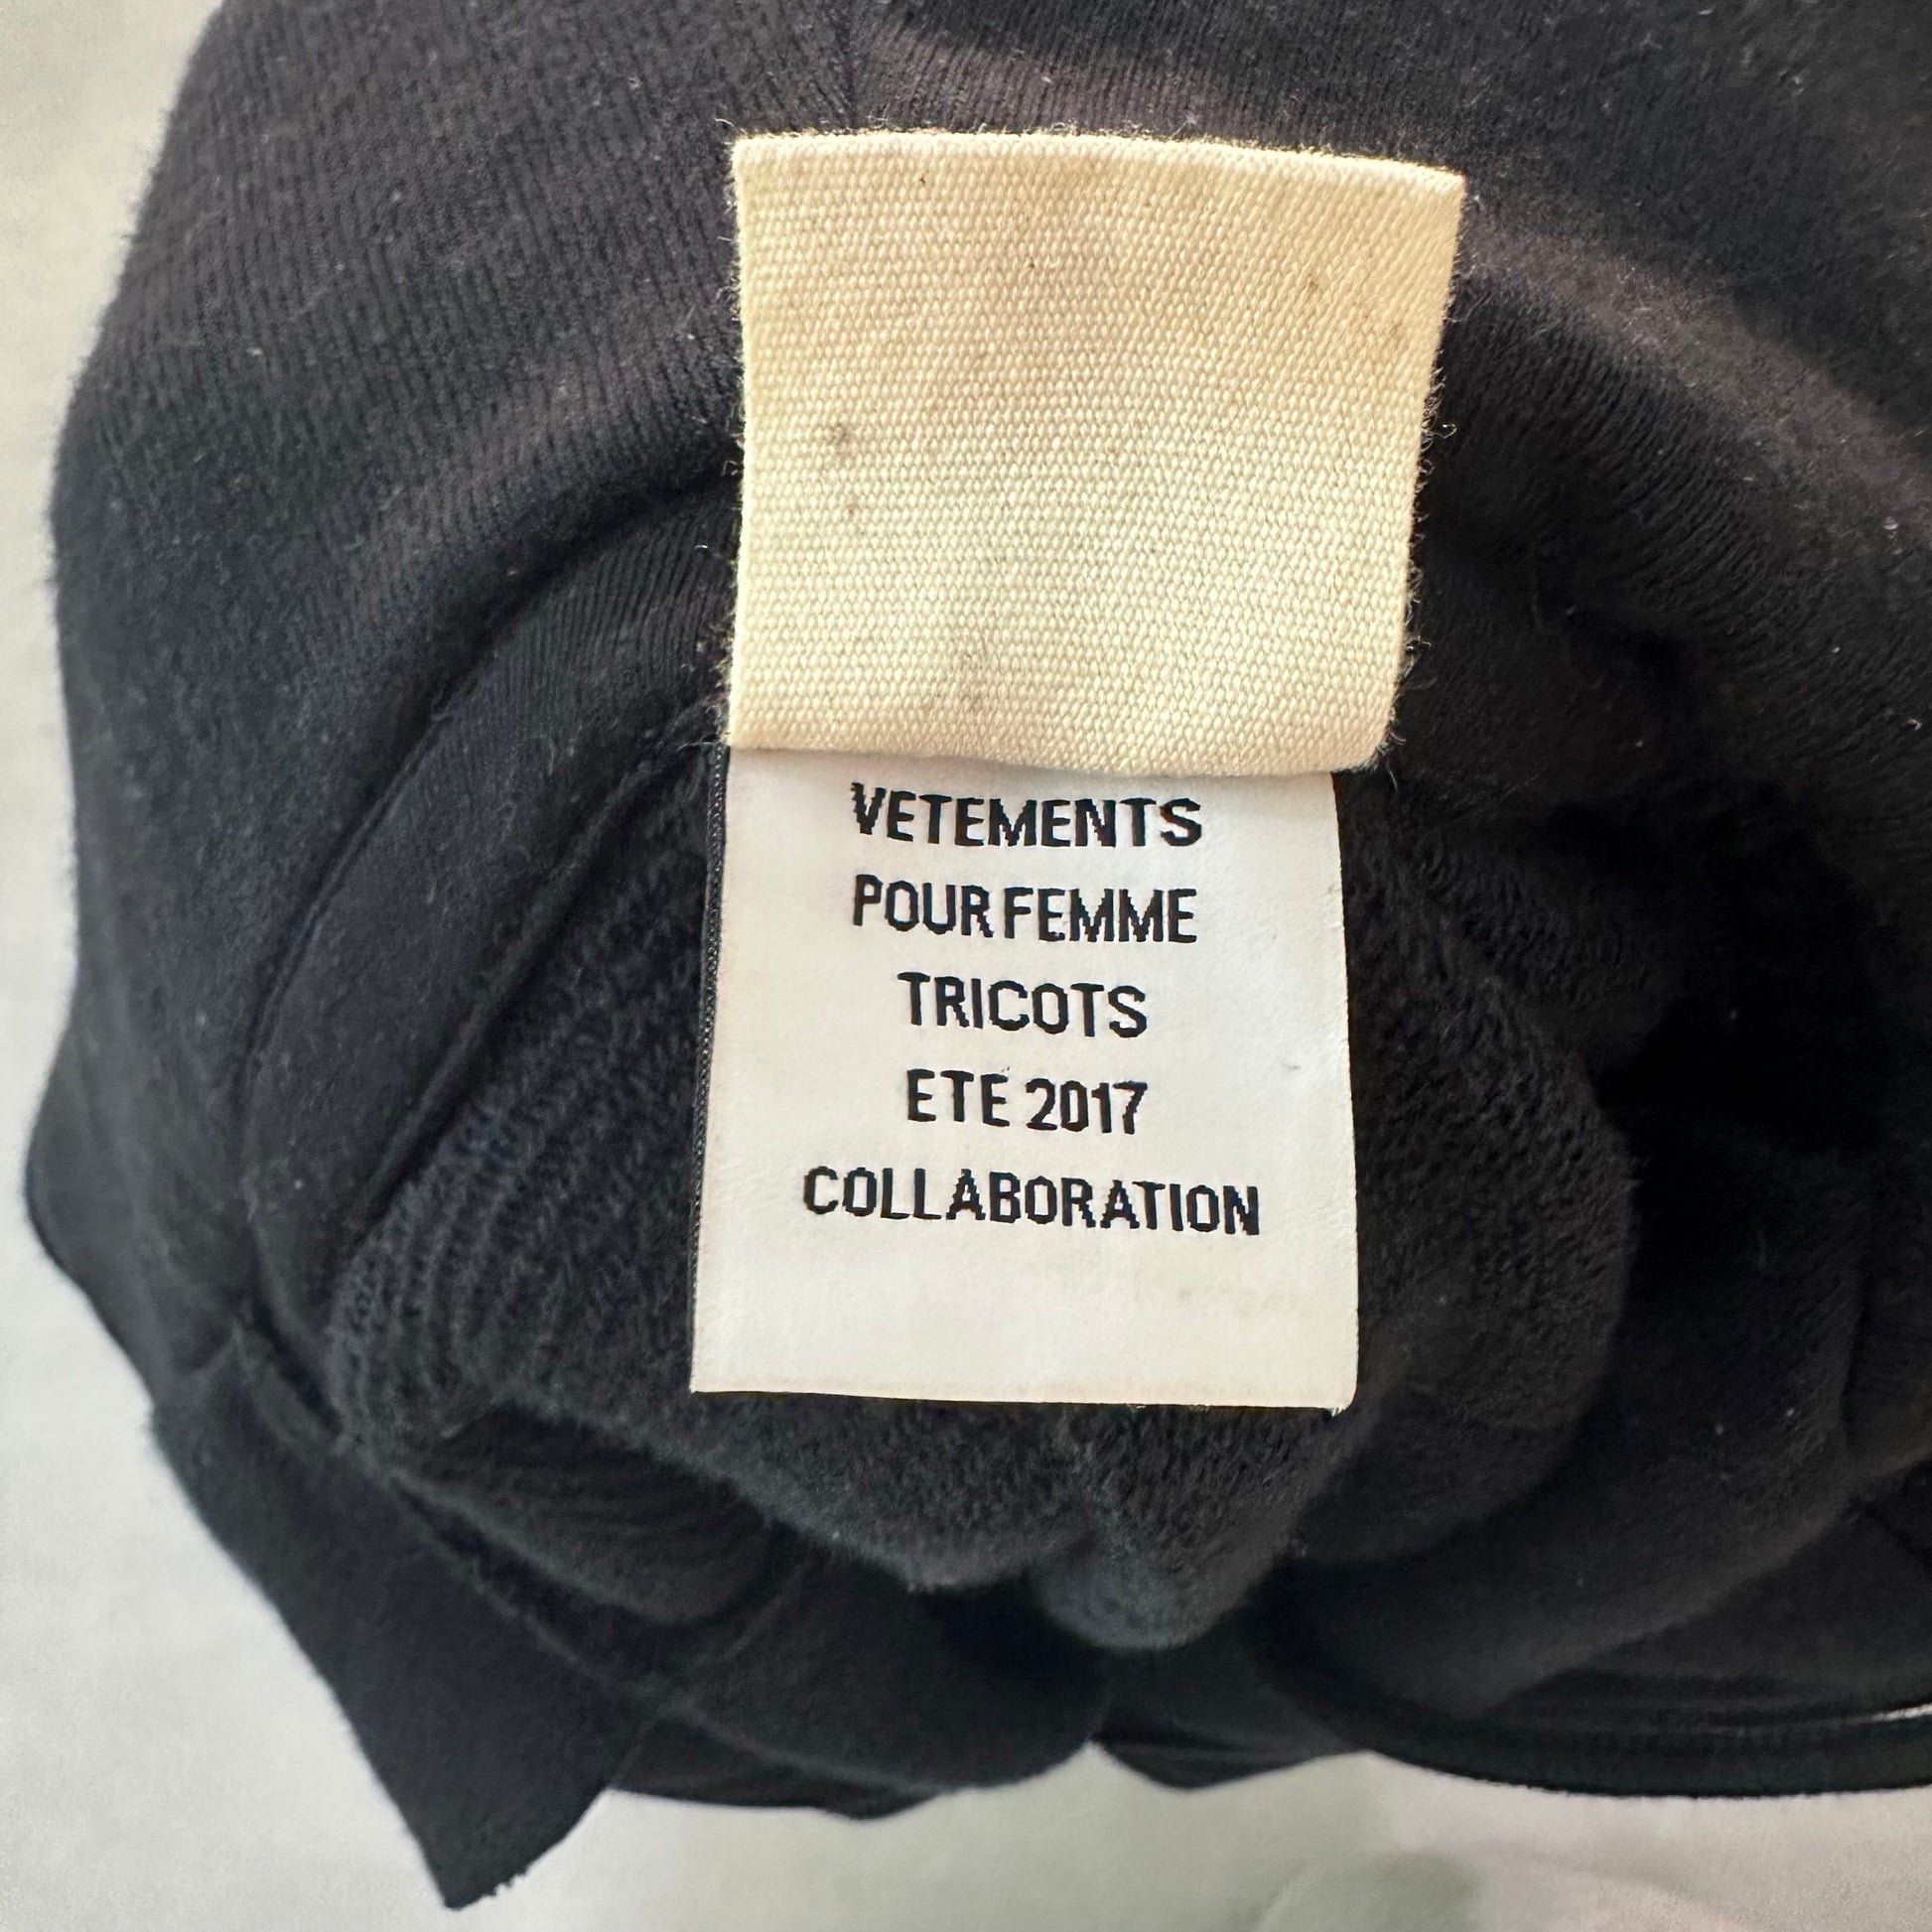 VETEMENTS
POUR FEMME
TRICOTS
ETE 2017
COLLABORATION